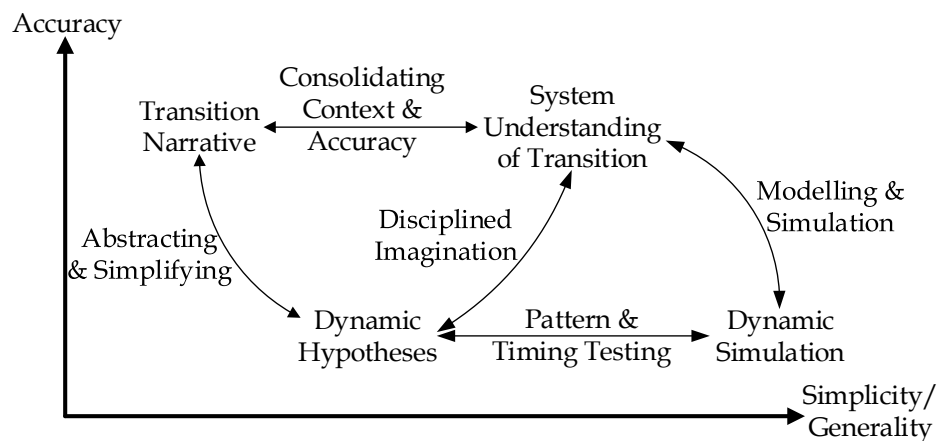 Accuracy
Consolidating
Context &
Accuracy
Transition
Narrative
System
Understanding
of Transition
Modelling &
Simulation
Disciplined
Imagination
Abstracting
& Simplifying
Dynamic
Hypotheses
Pattern &
Timing Testing
Dynamic
Simulation
Simplicity/
Generality